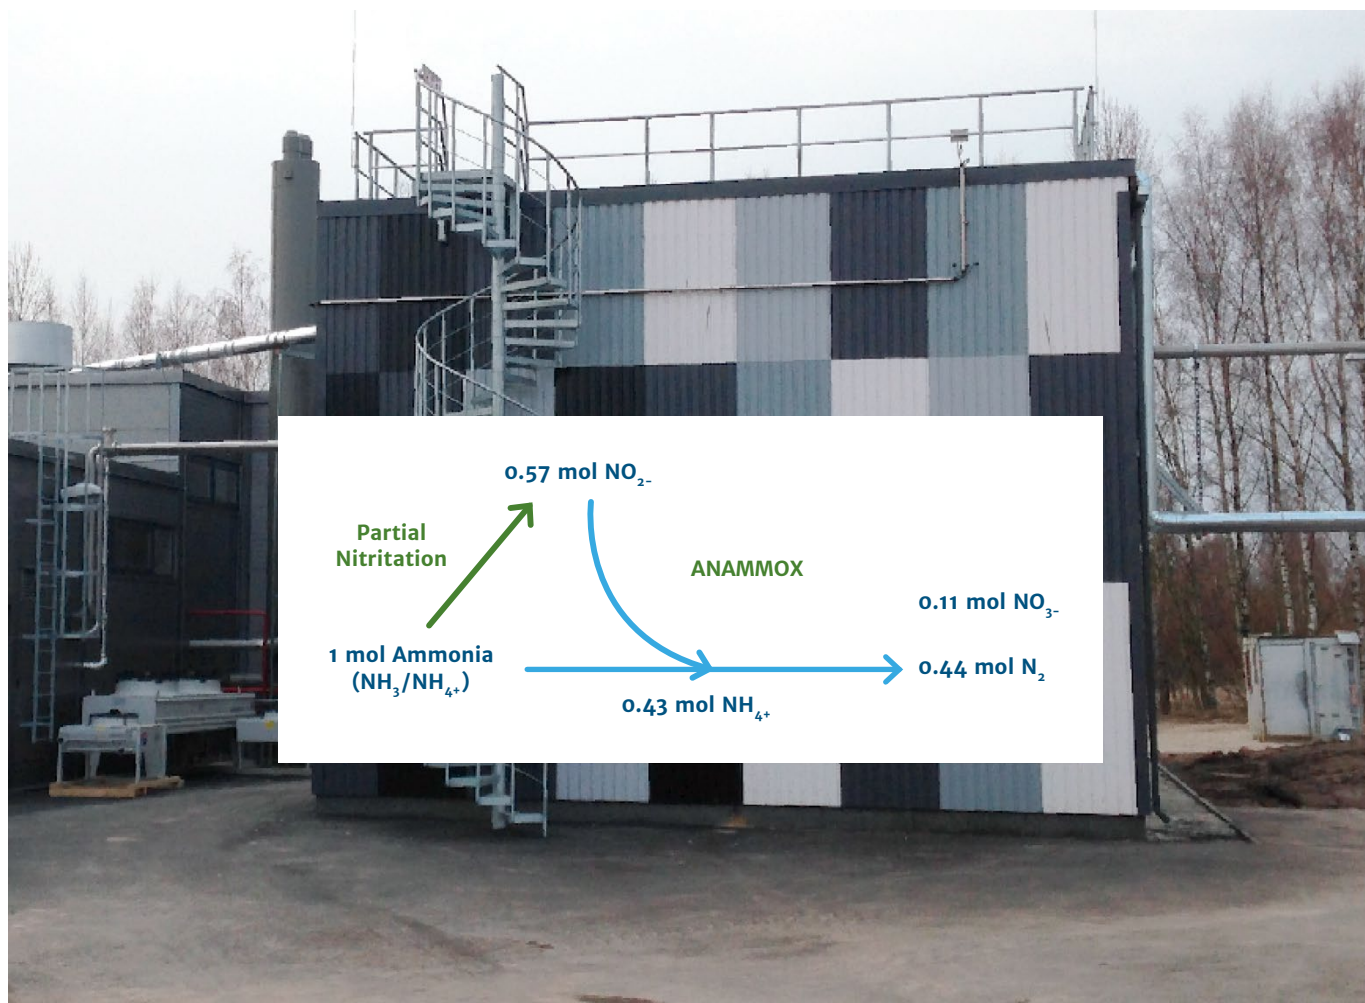 0.57 mol NO₂₋
Partial
Nitritation
ANAMMOX
0.11 mol NO₃₋
1 mol Ammonia
(NH₃/NH₄₊)
0.44 mol N₂
0.43 mol NH₄₊